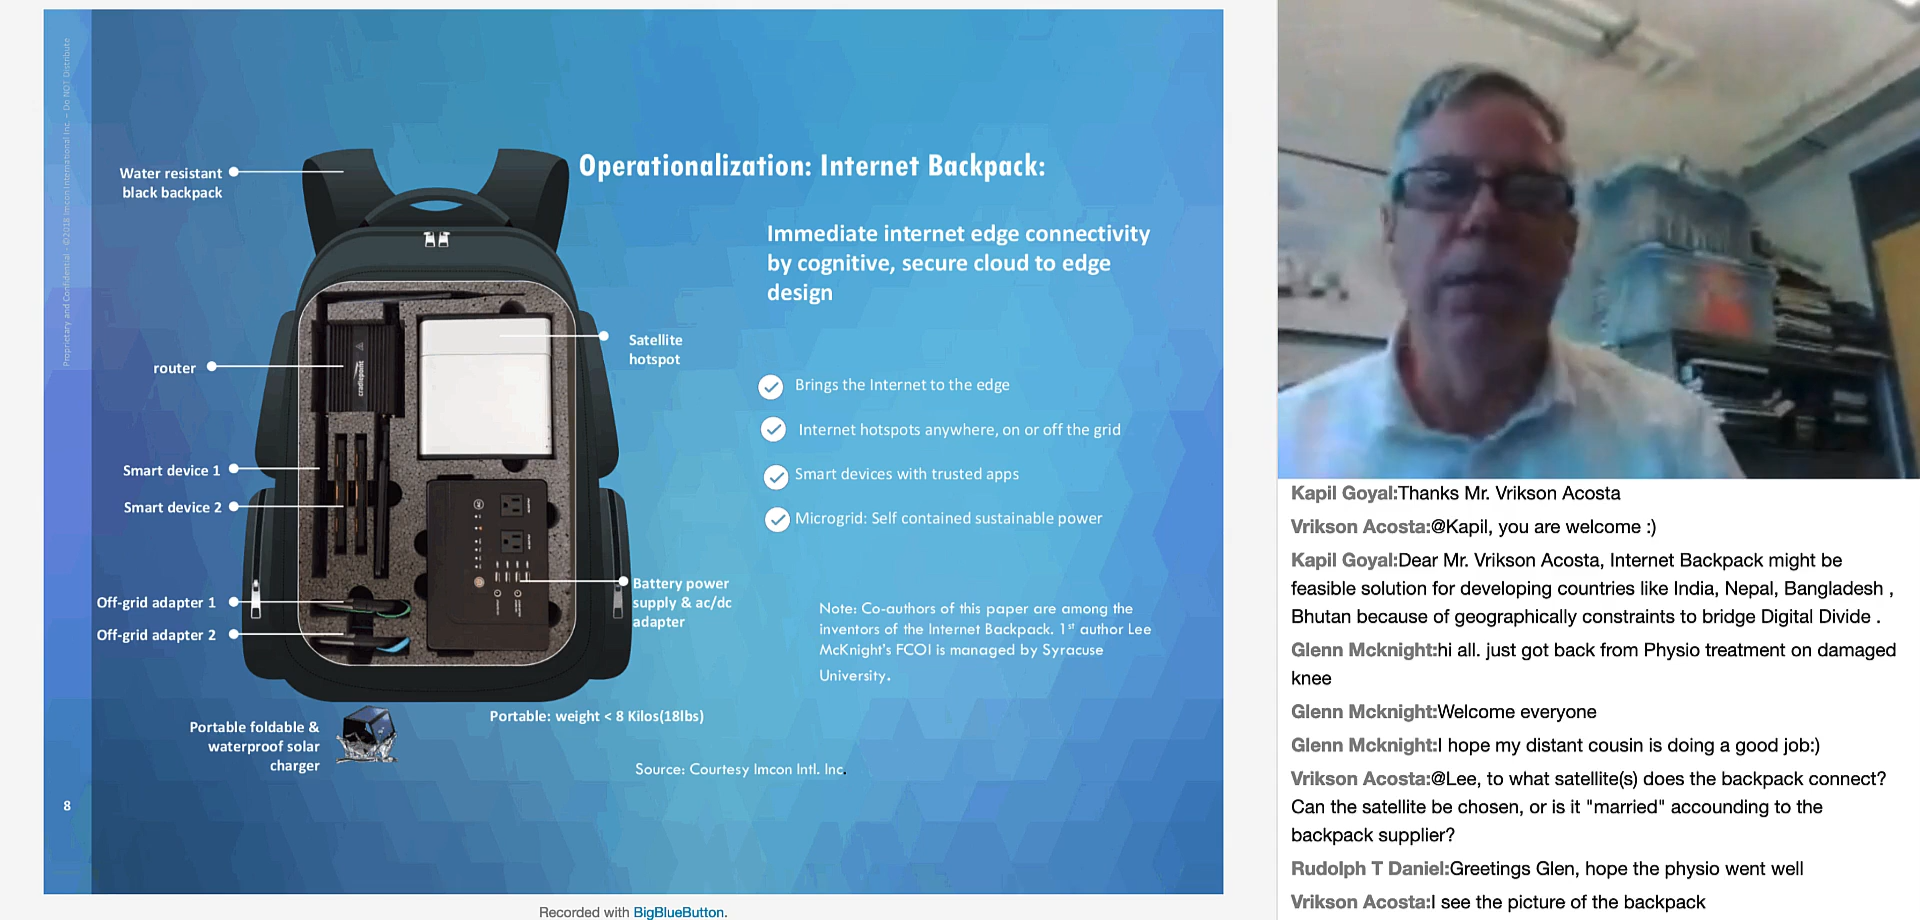 Proprietary and Confidential - ©2018 Imcon International Inc. – Do NOT Distribute
Operationalization: Internet Backpack:
Water resistant
black backpack
Immediate internet edge connectivity
by cognitive, secure cloud to edge
design
Satellite
hotspot
router
cradlepoint
Brings the Internet to the edge
Internet hotspots anywhere, on or off the grid
Smart device 1
Smart devices with trusted apps
Smart device 2
Microgrid: Self contained sustainable power
Battery power
supply & ac/dc
adapter
Off-grid adapter 1
Off-grid adapter 2
Note: Co-authors of this paper are among the
inventors of the Internet Backpack. 1st author Lee
McKnight's FCOI is managed by Syracuse
University.
Portable: weight < 8 Kilos(18lbs)
Portable foldable &
waterproof solar
charger
Source: Courtesy Imcon Intl. Inc.
8
Recorded with BigBlueButton.
Kapil Goyal:Thanks Mr. Vrikson Acosta
Vrikson Acosta:@Kapil, you are welcome :)
Kapil Goyal:Dear Mr. Vrikson Acosta, Internet Backpack might be
feasible solution for developing countries like India, Nepal, Bangladesh ,
Bhutan because of geographically constraints to bridge Digital Divide .
Glenn Mcknight:hi all. just got back from Physio treatment on damaged
knee
Glenn Mcknight:Welcome everyone
Glenn Mcknight:I hope my distant cousin is doing a good job:)
Vrikson Acosta:@Lee, to what satellite(s) does the backpack connect?
Can the satellite be chosen, or is it "married" accounding to the
backpack supplier?
Rudolph T Daniel:Greetings Glen, hope the physio went well
Vrikson Acosta:I see the picture of the backpack